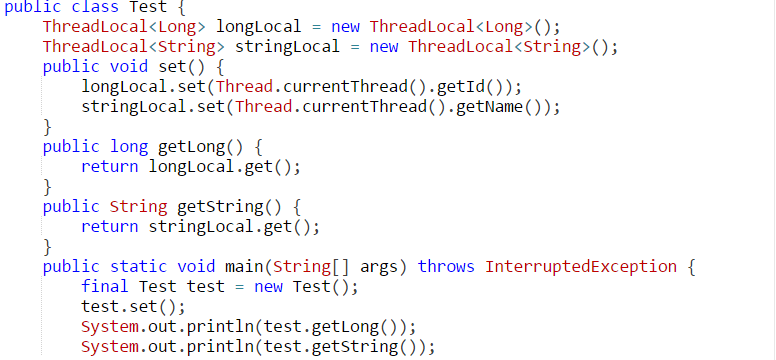 public class Test {
    ThreadLocal<Long> longLocal = new ThreadLocal<Long>();
    ThreadLocal<String> stringLocal = new ThreadLocal<String>();
    public void set() {
        longLocal.set(Thread.currentThread().getId());
        stringLocal.set(Thread.currentThread().getName());
    }
    public long getLong() {
        return longLocal.get();
    }
    public String getString() {
        return stringLocal.get();
    }
    public static void main(String[] args) throws InterruptedException {
        final Test test = new Test();
        test.set();
        System.out.println(test.getLong());
        System.out.println(test.getString());